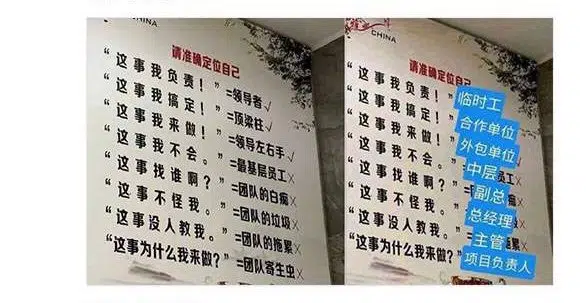 CHINA
请准确定位自己
“这事我负责！”=领导者✓
“这事我搞定！”=顶梁柱✓
“这事我来做！”=领导左右手✓
“这事我不会。”=最基层员工×
“这事找谁啊？”=团队的白痴×
“这事不怪我。”=团队的垃圾×
“这事没人教我。”=团队的拖累×
“这事为什么我来做？”=团队寄生虫×
CHINA
请准确定位自己
“这事我负责！”临时工
“这事我搞定！”合作单位
“这事我来做！”外包单位
“这事我不会。”中层员工×
“这事找谁啊？”副总痴×
“这事不怪我。”总经理
“这事没人教我。”主管拖累×
“这事为什么我来做？”项目负责人